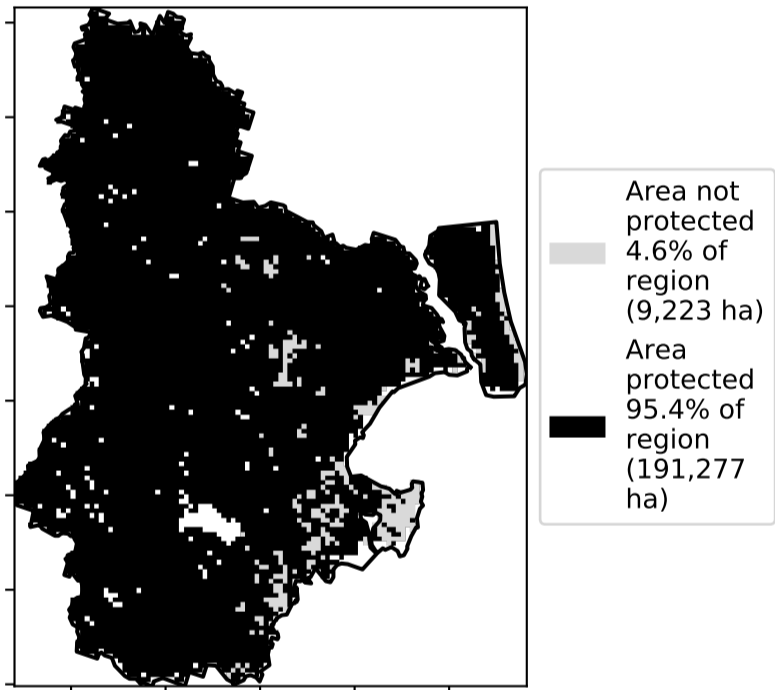 Area not
protected
4.6% of
region
(9,223 ha)
Area
protected
95.4% of
region
(191,277
ha)